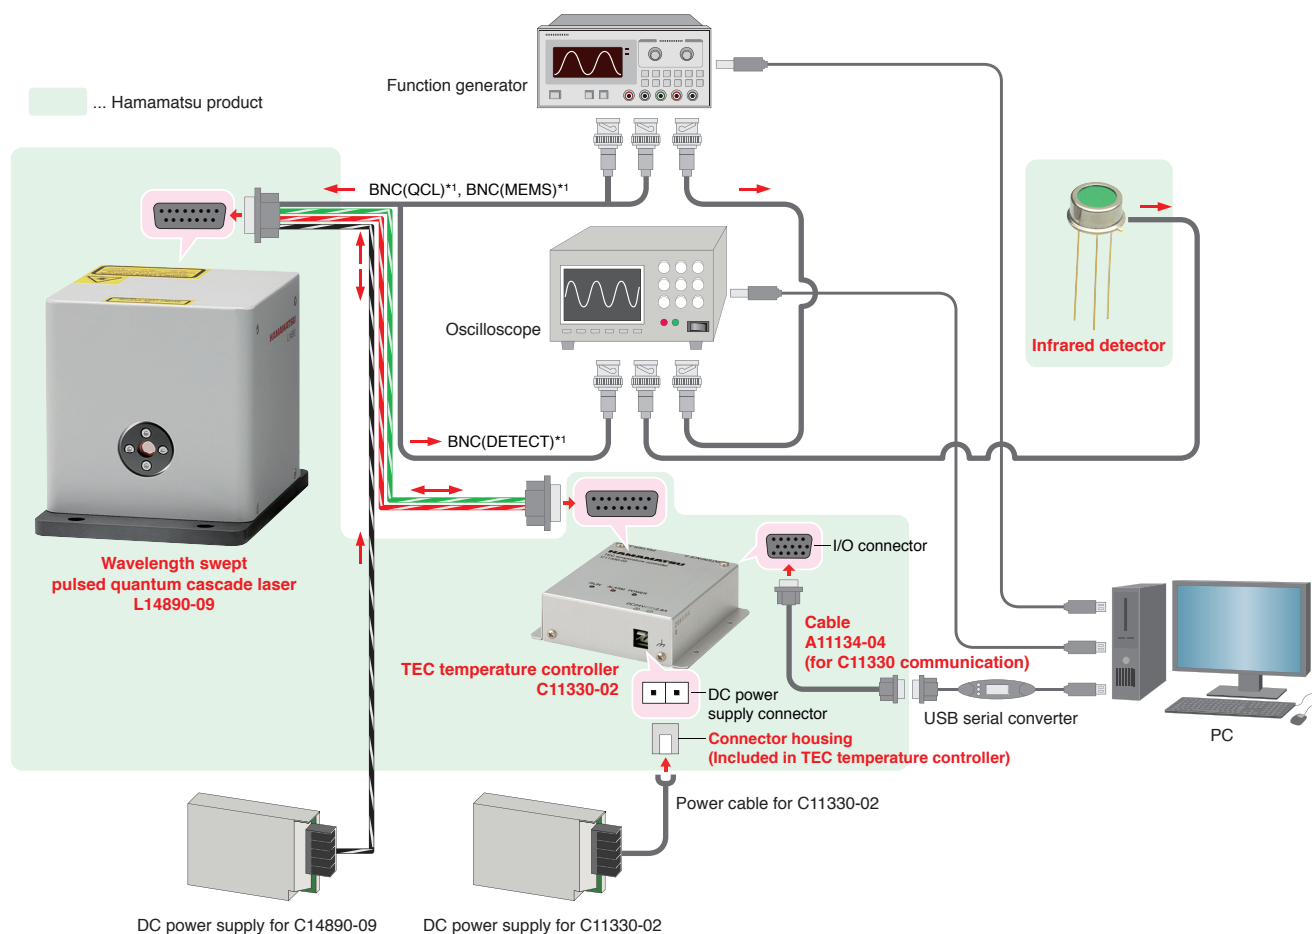 Function generator
... Hamamatsu product
BNC(QCL)*1, BNC(MEMS)*1
Oscilloscope
Infrared detector
HAMAMATSU
BNC(DETECT)*1
Wavelength swept
pulsed quantum cascade laser
L14890-09
HAMAMATSU
I/O connector
Cable
A11134-04
(for C11330 communication)
TEC temperature controller
C11330-02
DC power
supply connector
USB serial converter
PC
Connector housing
(Included in TEC temperature controller)
Power cable for C11330-02
DC power supply for C14890-09
DC power supply for C11330-02